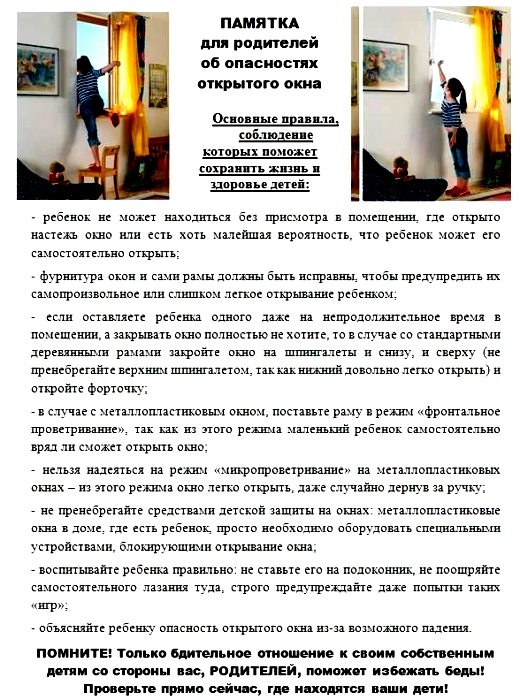 ПАМЯТКА
для родителей
об опасностях
открытого окна
Основные правила,
соблюдение
которых поможет
сохранить жизнь и
здоровье детей:
- ребенок не может находиться без присмотра в помещении, где открыто
настежь окно или есть хоть малейшая вероятность, что ребенок может его
самостоятельно открыть;
- фурнитура окон и сами рамы должны быть исправны, чтобы предупредить их
самопроизвольное или слишком легкое открывание ребенком;
- если оставляете ребенка одного даже на непродолжительное время в
помещении, а закрывать окно полностью не хотите, то в случае со стандартными
деревянными рамами закройте окно на шпингалеты и снизу, и сверху (не
пренебрегайте верхним шпингалетом, так как нижний довольно легко открыть) и
откройте форточку;
- в случае с металлопластиковым окном, поставьте раму в режим «фронтальное
проветривание», так как из этого режима маленький ребенок самостоятельно
вряд ли сможет открыть окно;
- нельзя надеяться на режим «микропроветривание» на металлопластиковых
окнах – из этого режима окно легко открыть, даже случайно дернув за ручку;
- не пренебрегайте средствами детской защиты на окнах: металлопластиковые
окна в доме, где есть ребенок, просто необходимо оборудовать специальными
устройствами, блокирующими открывание окна;
- воспитывайте ребенка правильно: не ставьте его на подоконник, не поощряйте
самостоятельного лазания туда, строго предупреждайте даже попытки таких
«игр»;
- объясняйте ребенку опасность открытого окна из-за возможного падения.
ПОМНИТЕ! Только бдительное отношение к своим собственным
детям со стороны вас, РОДИТЕЛЕЙ, поможет избежать беды!
Проверьте прямо сейчас, где находятся ваши дети!